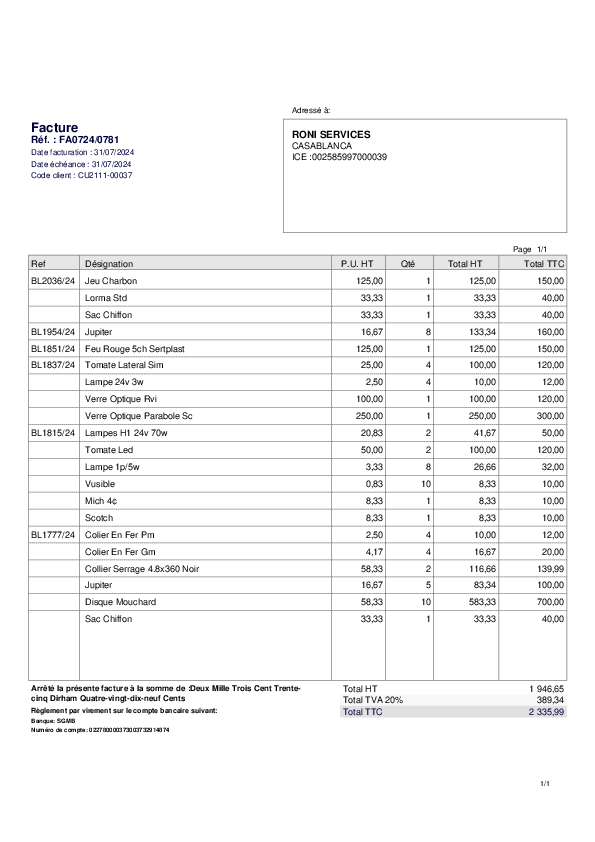 Adressé à:
Facture
Réf. : FA0724/0781
Date facturation : 31/07/2024
Date échéance : 31/07/2024
Code client : CU2111-00037
RONI SERVICES
CASABLANCA
ICE :002585997000039
Page 1/1
Ref Désignation P.U. HT Qté Total HT Total TTC
BL2036/24 Jeu Charbon 125,00 1 125,00 150,00
Lorma Std 33,33 1 33,33 40,00
Sac Chiffon 33,33 1 33,33 40,00
BL1954/24 Jupiter 16,67 8 133,34 160,00
BL1851/24 Feu Rouge 5ch Sertplast 125,00 1 125,00 150,00
BL1837/24 Tomate Lateral Sim 25,00 4 100,00 120,00
Lampe 24v 3w 2,50 4 10,00 12,00
Verre Optique Rvi 100,00 1 100,00 120,00
Verre Optique Parabole Sc 250,00 1 250,00 300,00
BL1815/24 Lampes H1 24v 70w 20,83 2 41,67 50,00
Tomate Led 50,00 2 100,00 120,00
Lampe 1p/5w 3,33 8 26,66 32,00
Vusible 0,83 10 8,33 10,00
Mich 4¢ 8,33 1 8,33 10,00
Scotch 8,33 1 8,33 10,00
BL1777/24 Colier En Fer Pm 2,50 4 10,00 12,00
Colier En Fer Gm 4,17 4 16,67 20,00
Collier Serrage 4.8x360 Noir 58,33 2 116,66 139,99
Jupiter 16,67 5 83,34 100,00
Disque Mouchard 58,33 10 583,33 700,00
Sac Chiffon 33,33 1 33,33 40,00
Arrêté la présente facture à la somme de :Deux Mille Trois Cent Trente-
cinq Dirham Quatre-vingt-dix-neuf Cents
Règlement par virement sur le compte bancaire suivant:
Banque: SGMB
Numéro de compte: 022780000373003732914874
Total HT 1 946,65
Total TVA 20% 389,34
Total TTC 2 335,99
1/1